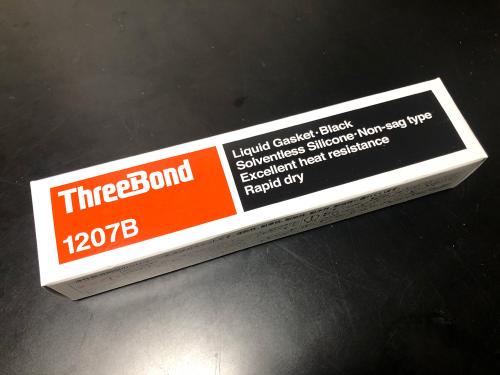 ThreeBond
1207B
Liquid Gasket·Black
Solventless Silicone·Non-sag type
Excellent heat resistance
Rapid dry